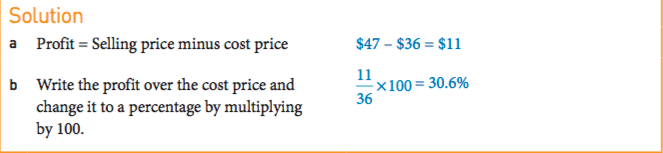 Solution
a Profit = Selling price minus cost price $47 – $36 = $11
b Write the profit over the cost price and 11/36 ×100 = 30.6%
change it to a percentage by multiplying
by 100.